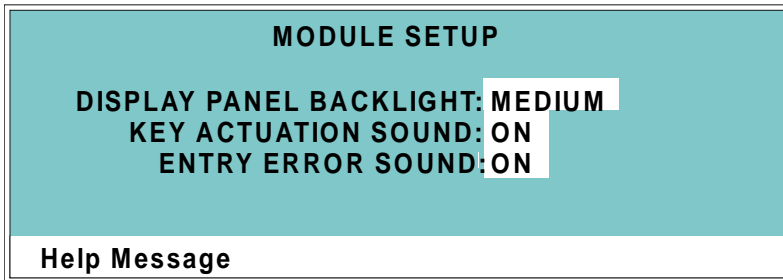 MODULE SETUP
DISPLAY PANEL BACKLIGHT: MEDIUM
KEY ACTUATION SOUND: ON
ENTRY ERROR SOUND: ON
Help Message